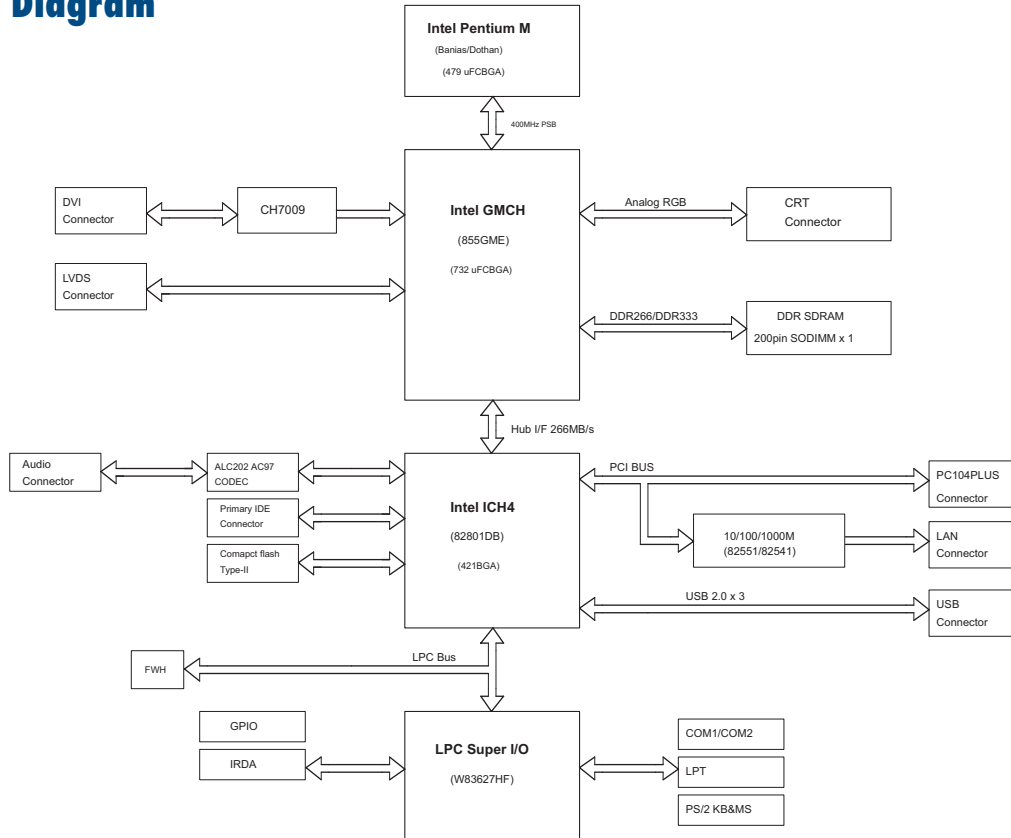 Diagram
Intel Pentium M
(Banias/Dothan)
(479 uFCBGA)
400MHz PSB
DVI
Connector
CH7009
Intel GMCH
(855GME)
(732 uFCBGA)
Analog RGB
CRT
Connector
LVDS
Connector
DDR266/DDR333
DDR SDRAM
200pin SODIMM x 1
Hub I/F 266MB/s
Audio
Connector
ALC202 AC97
CODEC
Primary IDE
Connector
Comapct flash
Type-II
Intel ICH4
(82801DB)
(421BGA)
PCI BUS
PC104PLUS
Connector
10/100/1000M
(82551/82541)
LAN
Connector
USB 2.0 x 3
USB
Connector
LPC Bus
FWH
GPIO
IRDA
LPC Super I/O
(W83627HF)
COM1/COM2
LPT
PS/2 KB&MS